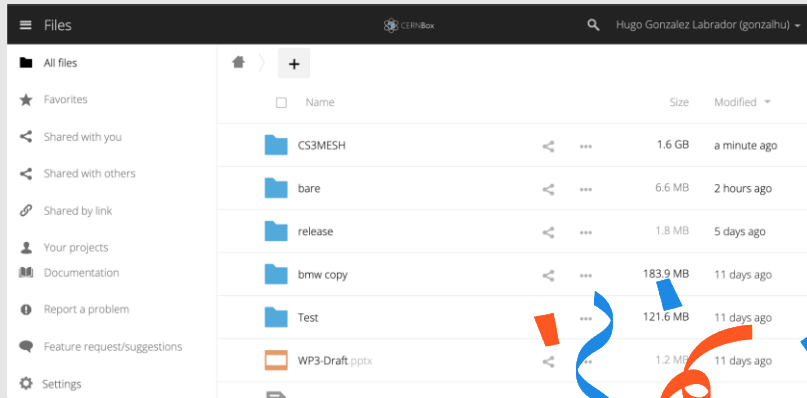 Files CERNBox Hugo Gonzalez Labrador (gonzalhu)
All files
Favorites
Shared with you
Shared with others
Shared by link
Your projects
Documentation
Report a problem
Feature request/suggestions
Settings
+
Name Size Modified
CS3MESH 1.6 GB a minute ago
bare 6.6 MB 2 hours ago
release 1.8 MB 5 days ago
bmw copy 183.9 MB 11 days ago
Test 121.6 MB 11 days ago
WP3-Draft.pptx 1.2 MB 11 days ago